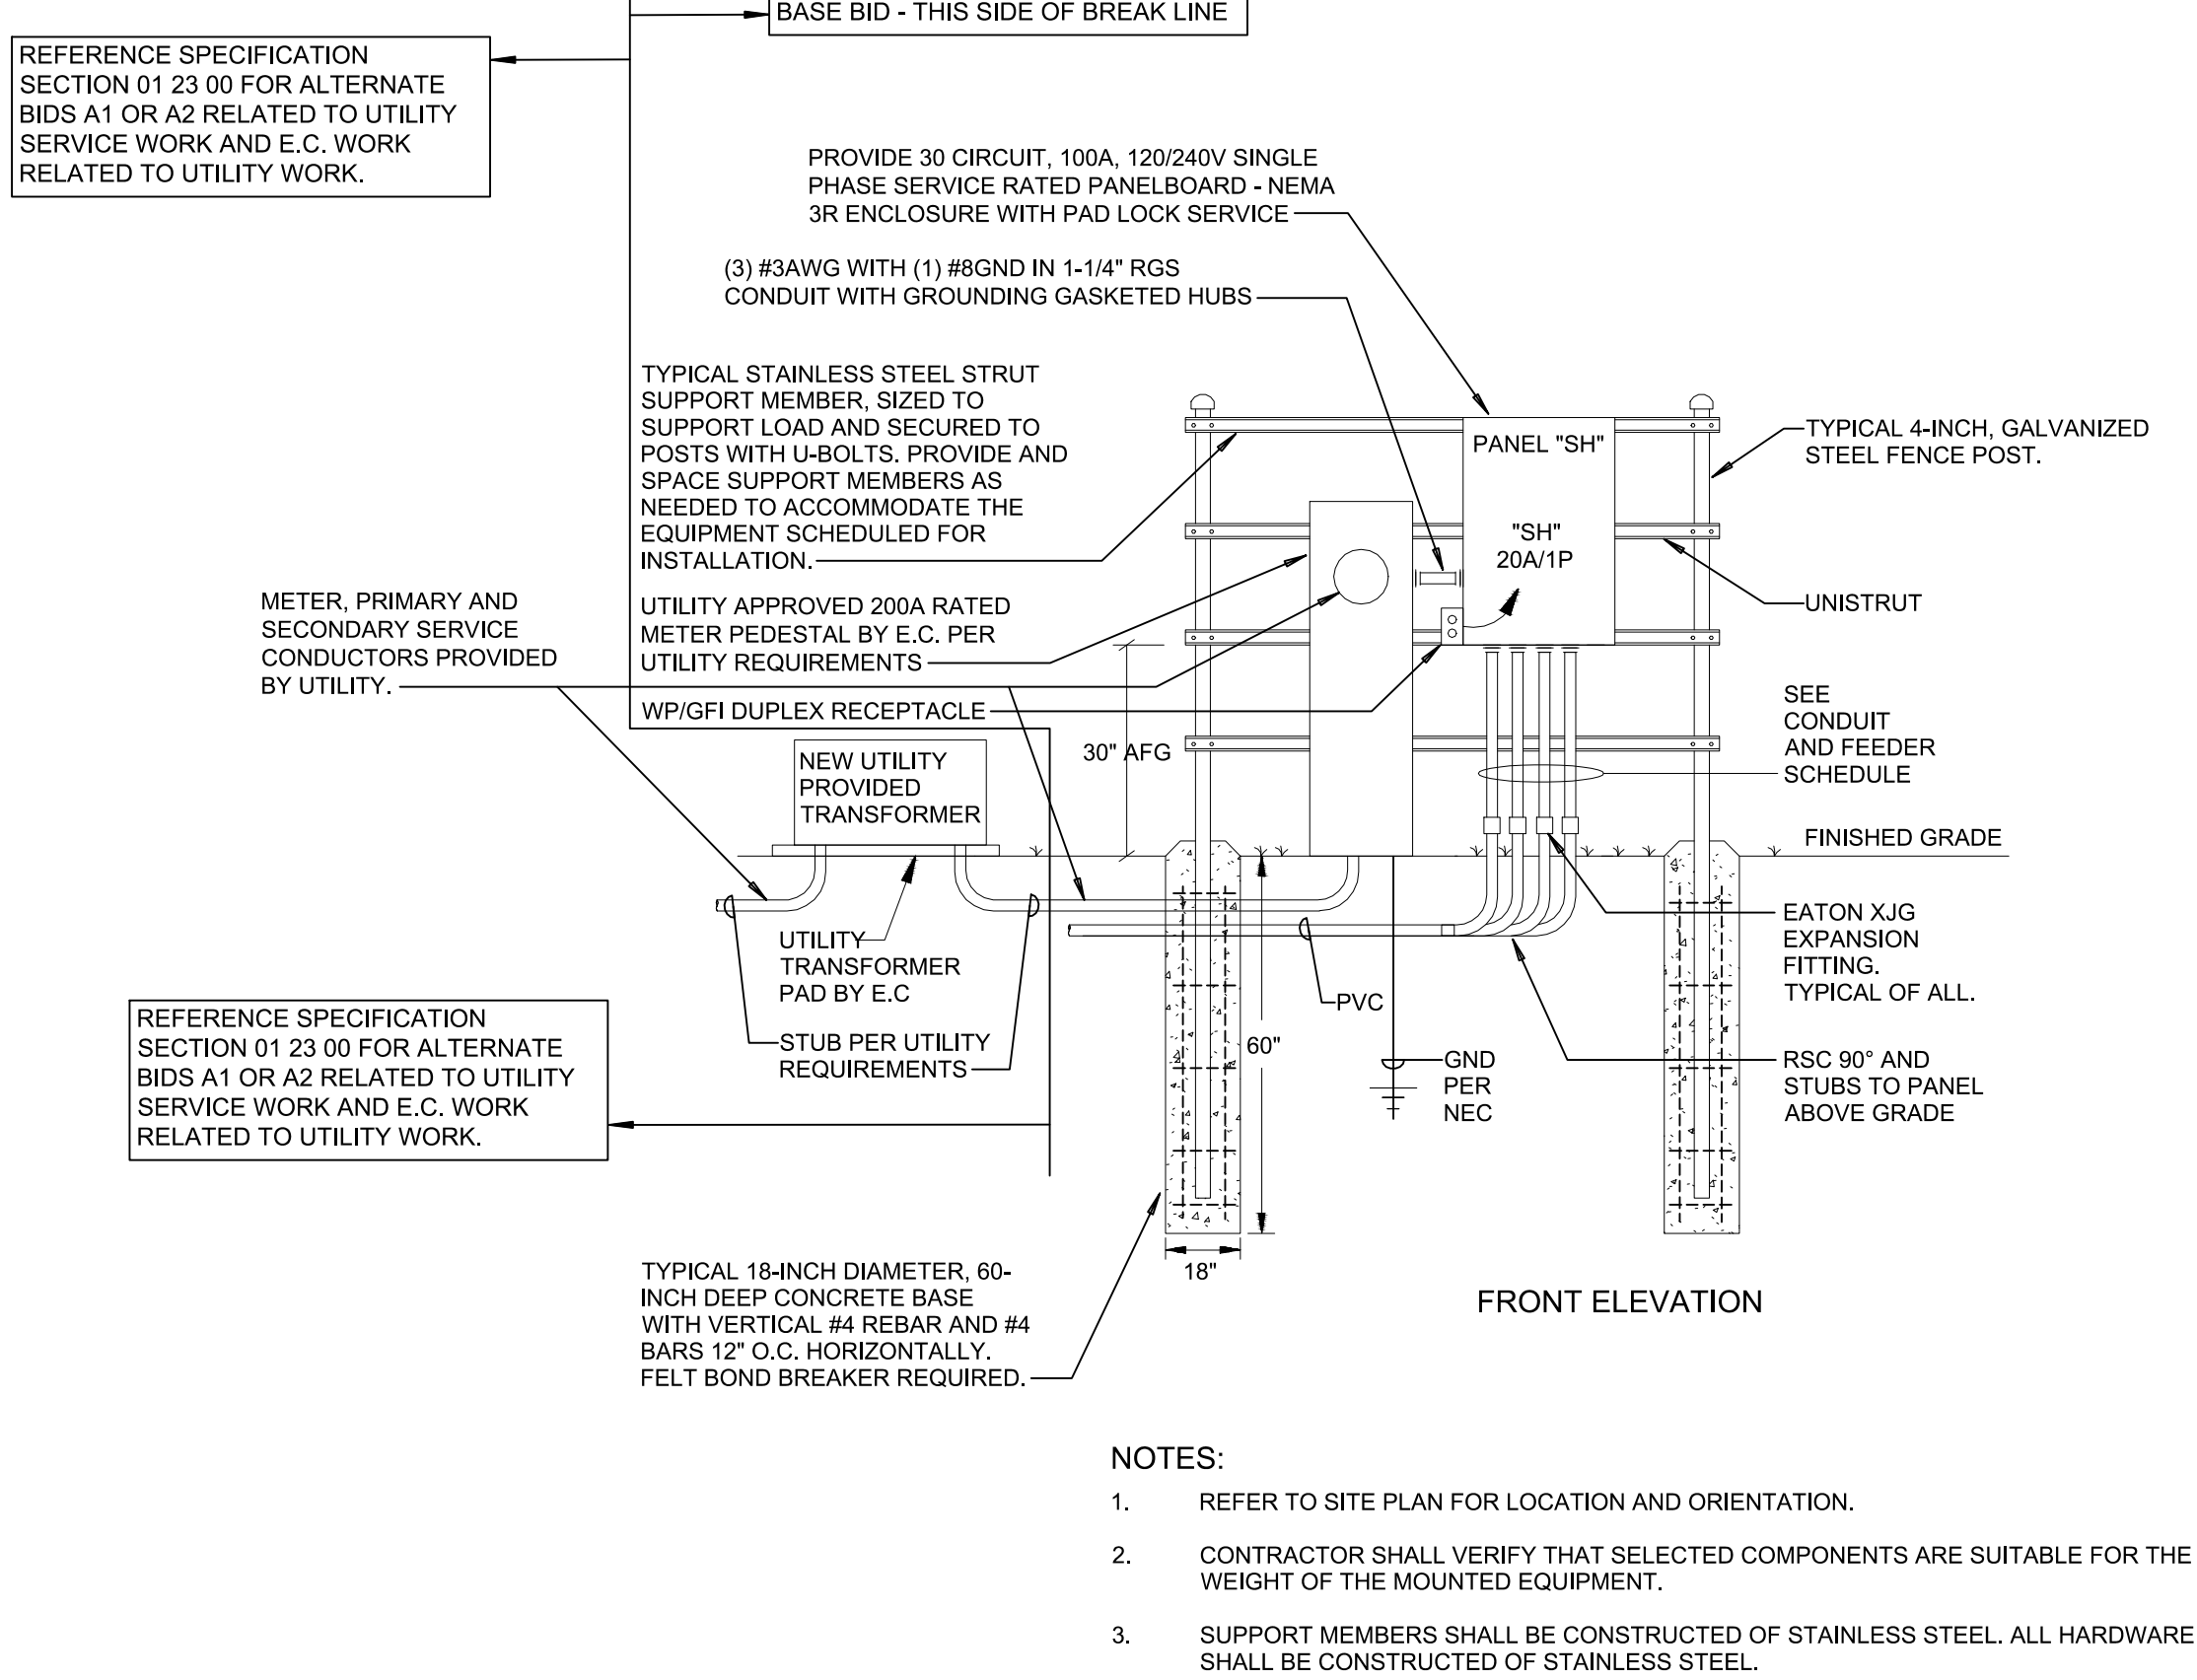 BASE BID - THIS SIDE OF BREAK LINE
REFERENCE SPECIFICATION
SECTION 01 23 00 FOR ALTERNATE
BIDS A1 OR A2 RELATED TO UTILITY
SERVICE WORK AND E.C. WORK
RELATED TO UTILITY WORK.
PROVIDE 30 CIRCUIT, 100A, 120/240V SINGLE
PHASE SERVICE RATED PANELBOARD - NEMA
3R ENCLOSURE WITH PAD LOCK SERVICE
(3) #3AWG WITH (1) #8GND IN 1-1/4" RGS
CONDUIT WITH GROUNDING GASKETED HUBS
TYPICAL STAINLESS STEEL STRUT
SUPPORT MEMBER, SIZED TO
SUPPORT LOAD AND SECURED TO
POSTS WITH U-BOLTS. PROVIDE AND
SPACE SUPPORT MEMBERS AS
NEEDED TO ACCOMMODATE THE
EQUIPMENT SCHEDULED FOR
INSTALLATION.
PANEL "SH"
"SH"
20A/1P
TYPICAL 4-INCH, GALVANIZED
STEEL FENCE POST.
UNISTRUT
METER, PRIMARY AND
SECONDARY SERVICE
CONDUCTORS PROVIDED
BY UTILITY.
UTILITY APPROVED 200A RATED
METER PEDESTAL BY E.C. PER
UTILITY REQUIREMENTS
WP/GFI DUPLEX RECEPTACLE
30" AFG
SEE
CONDUIT
AND FEEDER
SCHEDULE
NEW UTILITY
PROVIDED
TRANSFORMER
FINISHED GRADE
UTILITY
TRANSFORMER
PAD BY E.C
STUB PER UTILITY
REQUIREMENTS
PVC
60"
GND
PER
NEC
EATON XJG
EXPANSION
FITTING.
TYPICAL OF ALL.
RSC 90° AND
STUBS TO PANEL
ABOVE GRADE
REFERENCE SPECIFICATION
SECTION 01 23 00 FOR ALTERNATE
BIDS A1 OR A2 RELATED TO UTILITY
SERVICE WORK AND E.C. WORK
RELATED TO UTILITY WORK.
18"
TYPICAL 18-INCH DIAMETER, 60-
INCH DEEP CONCRETE BASE
WITH VERTICAL #4 REBAR AND #4
BARS 12" O.C. HORIZONTALLY.
FELT BOND BREAKER REQUIRED.
FRONT ELEVATION
NOTES:
1. REFER TO SITE PLAN FOR LOCATION AND ORIENTATION.
2. CONTRACTOR SHALL VERIFY THAT SELECTED COMPONENTS ARE SUITABLE FOR THE
WEIGHT OF THE MOUNTED EQUIPMENT.
3. SUPPORT MEMBERS SHALL BE CONSTRUCTED OF STAINLESS STEEL. ALL HARDWARE
SHALL BE CONSTRUCTED OF STAINLESS STEEL.